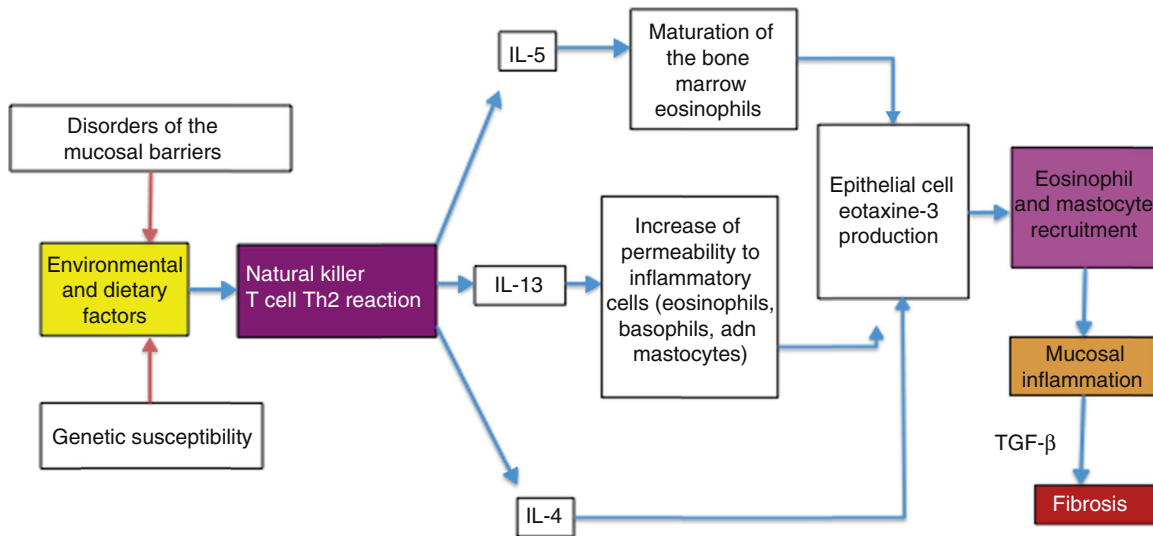 Disorders of the
mucosal barriers
Environmental
and dietary
factors
Genetic susceptibility
Natural killer
T cell Th2 reaction
IL-5
Maturation of
the bone
marrow
eosinophils
IL-13
Increase of
permeability to
inflammatory
cells (eosinophils,
basophils, adn
mastocytes)
IL-4
Epithelial cell
eotaxine-3
production
Eosinophil
and mastocyte
recruitment
Mucosal
inflammation
TGF-β
Fibrosis